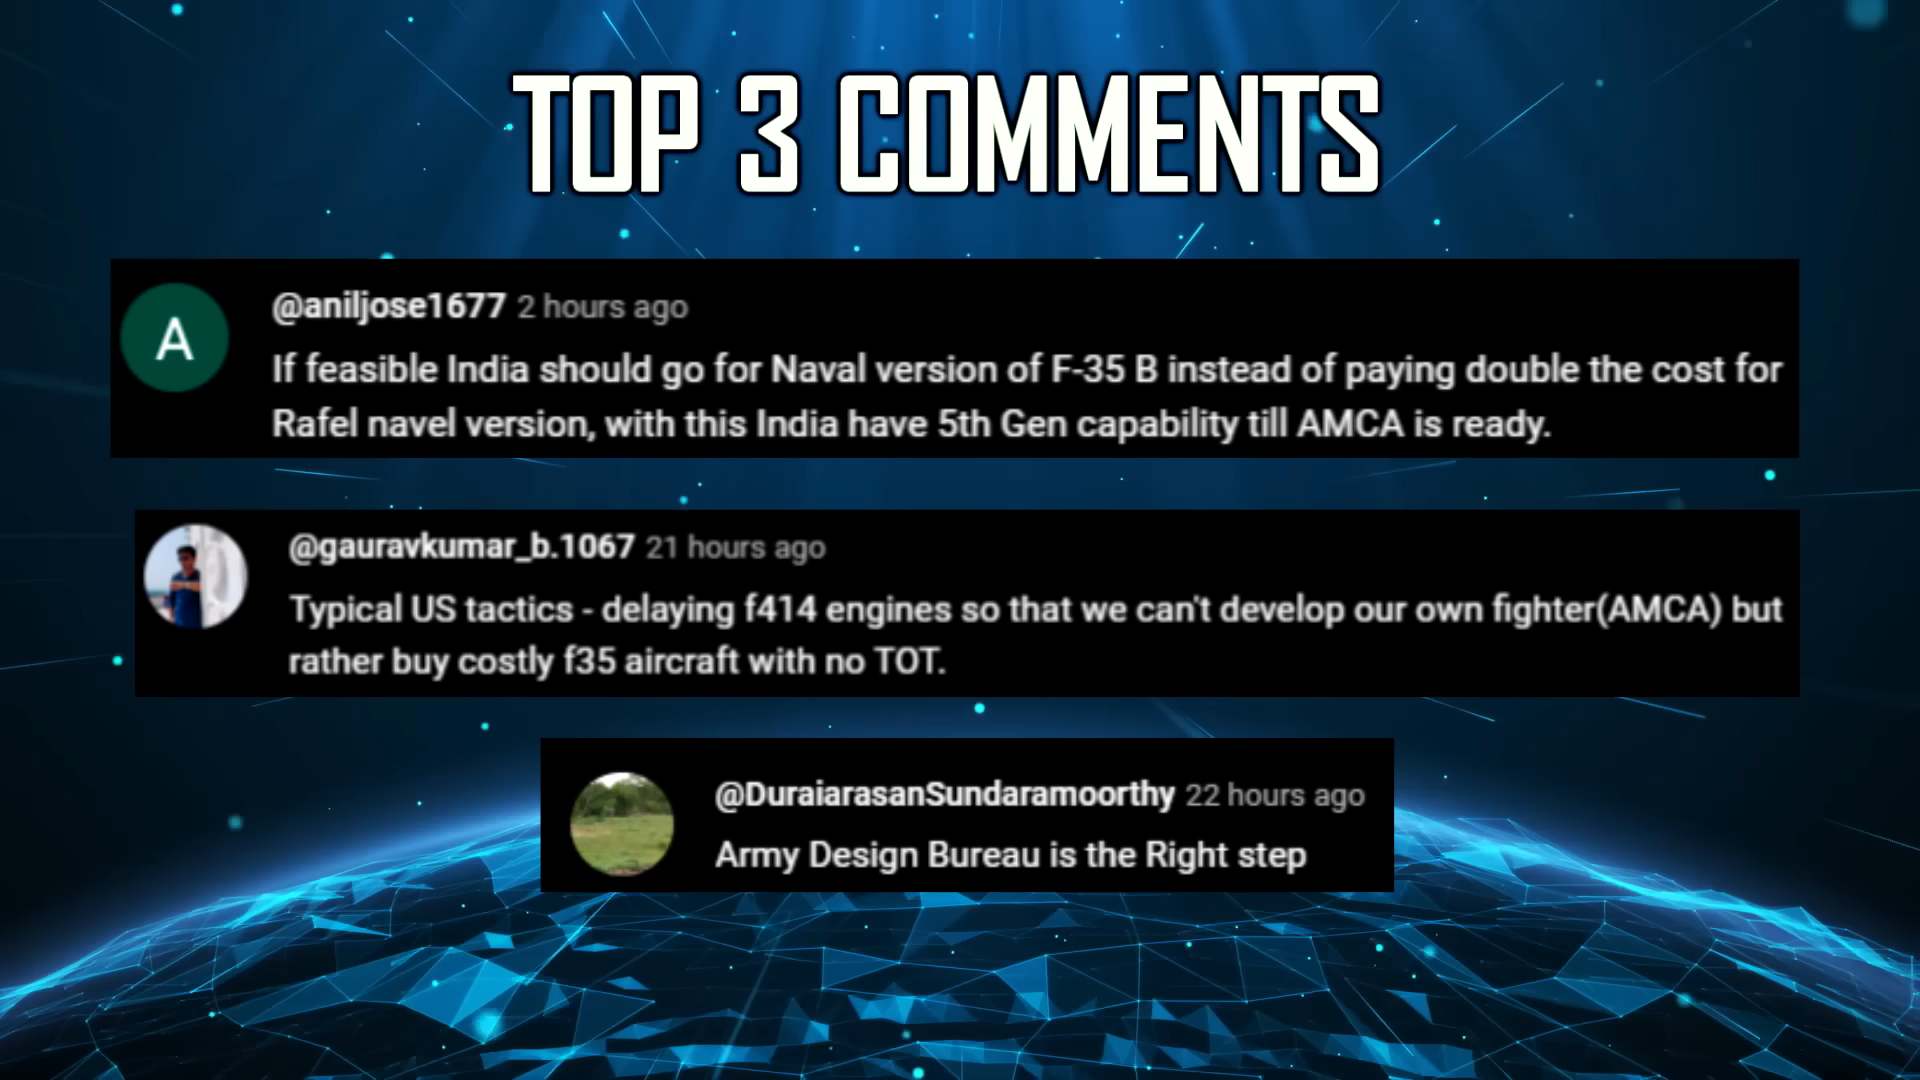 TOP 3 COMMENTS
A
@aniljose1677 2 hours ago
If feasible India should go for Naval version of F-35 B instead of paying double the cost for
Rafel navel version, with this India have 5th Gen capability till AMCA is ready.
@gauravkumar_b.1067 21 hours ago
Typical US tactics - delaying f414 engines so that we can't develop our own fighter(AMCA) but
rather buy costly f35 aircraft with no TOT.
@DuraiarasanSundaramoorthy 22 hours ago
Army Design Bureau is the Right step